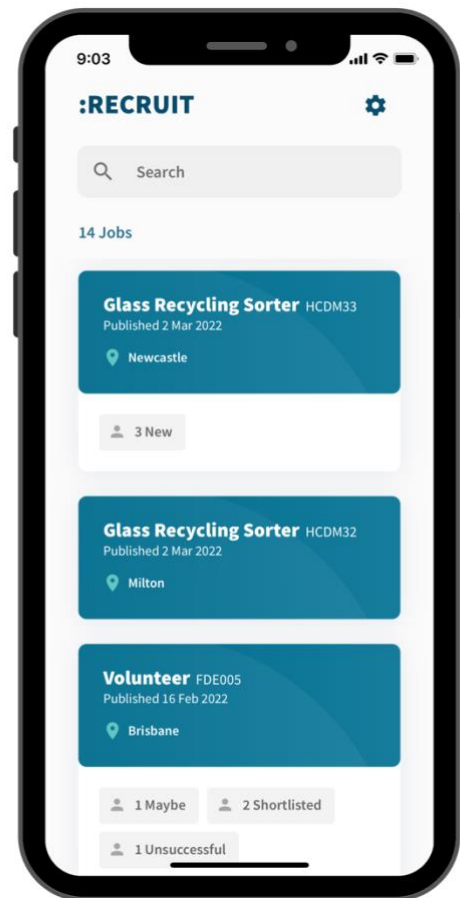 9:03
:RECRUIT
Search
14 Jobs
Glass Recycling Sorter HCDM33
Published 2 Mar 2022
Newcastle
3 New
Glass Recycling Sorter HCDM32
Published 2 Mar 2022
Milton
Volunteer FDE005
Published 16 Feb 2022
Brisbane
1 Maybe 2 Shortlisted
1 Unsuccessful